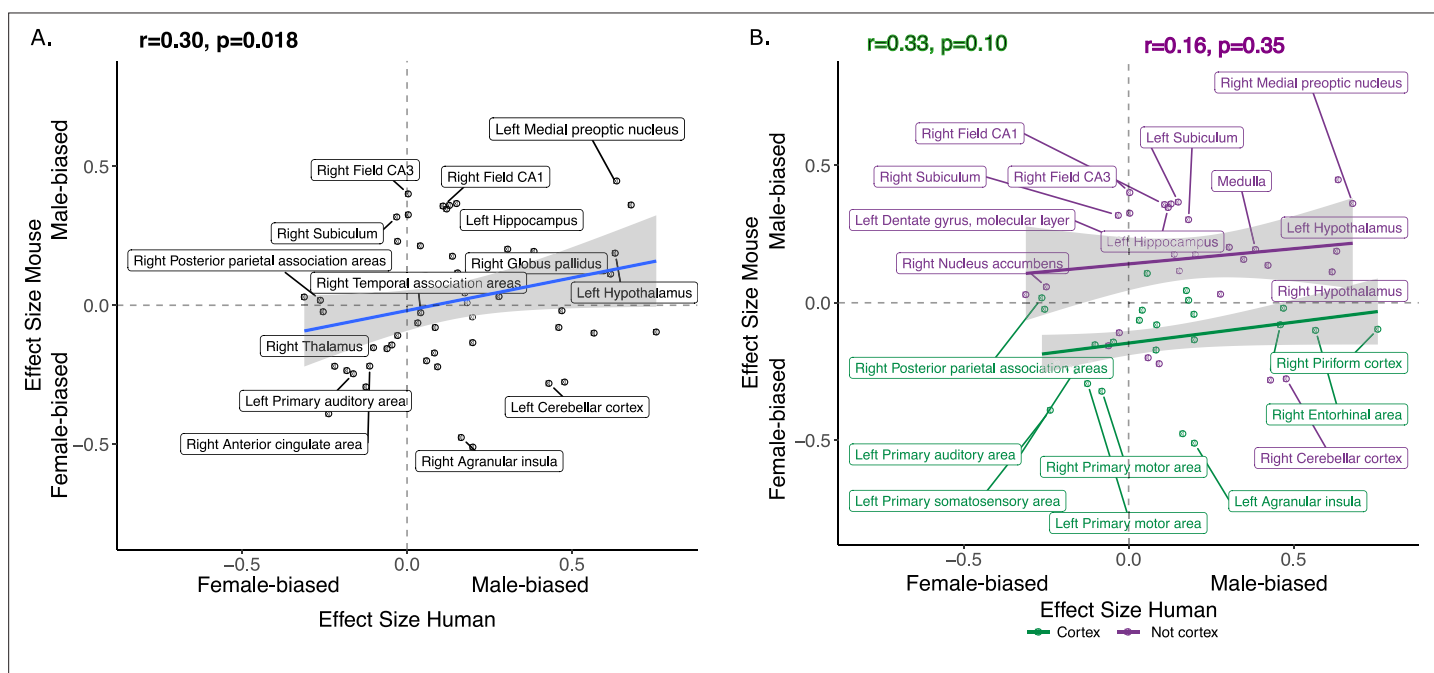 A.
r=0.30, p=0.018
Effect Size Mouse
Male-biased
Female-biased
0.5
0.0
−0.5
Left Medial preoptic nucleus
Right Field CA3
Right Field CA1
Left Hippocampus
Right Subiculum
Right Posterior parietal association areas
Right Globus pallidus
Right Temporal association areas
Left Hypothalamus
Right Thalamus
Left Primary auditory area
Left Cerebellar cortex
Right Anterior cingulate area
Right Agranular insula
−0.5
0.0
0.5
Female-biased
Male-biased
Effect Size Human
B.
r=0.33, p=0.10
r=0.16, p=0.35
Effect Size Mouse
Male-biased
Female-biased
0.5
0.0
−0.5
Right Medial preoptic nucleus
Right Field CA1
Left Subiculum
Right Subiculum
Right Field CA3
Medulla
Left Dentate gyrus, molecular layer
Left Hippocampus
Left Hypothalamus
Right Nucleus accumbens
Right Hypothalamus
Right Posterior parietal association areas
Right Piriform cortex
Right Entorhinal area
Left Primary auditory area
Right Primary motor area
Right Cerebellar cortex
Left Primary somatosensory area
Left Agranular insula
Left Primary motor area
−0.5
0.0
0.5
Female-biased
Male-biased
Effect Size Human
Cortex
Not cortex